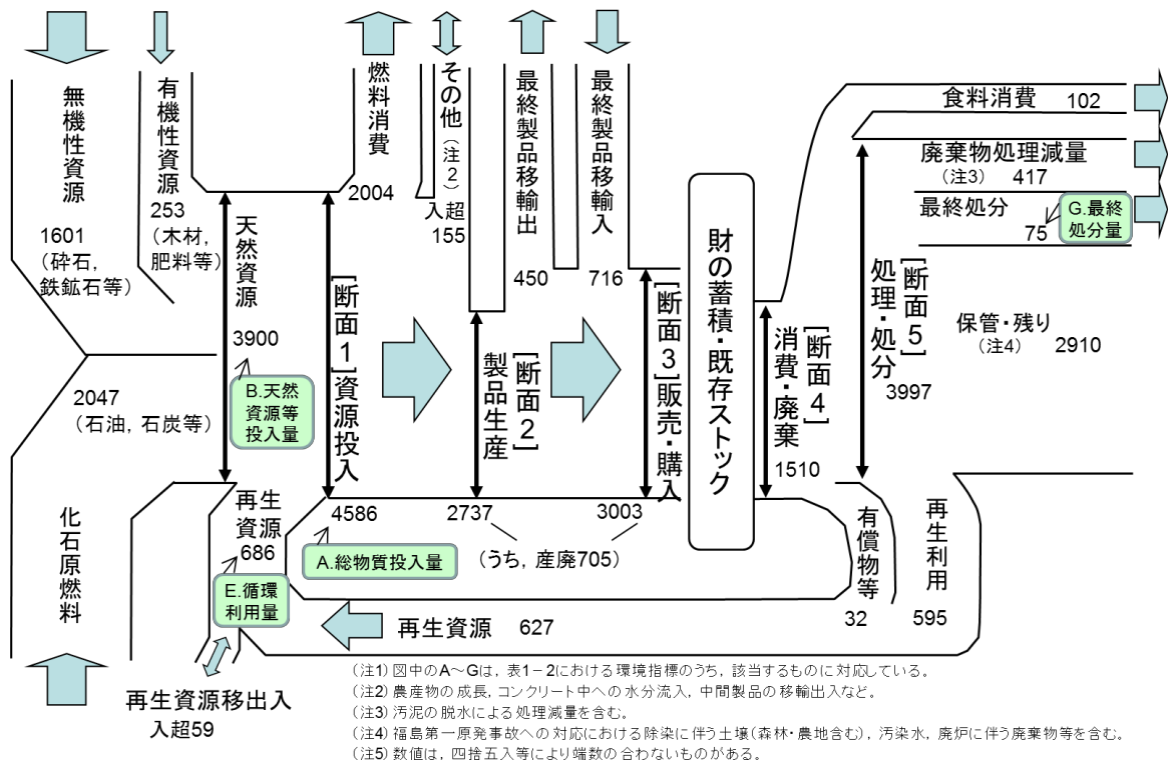 無機性資源
1601
（砕石，
鉄鉱石等）
有機性資源
253
（木材，
肥料等）
天然資源
3900
B.天然
資源等
投入量
2047
（石油，石炭等）
化石原燃料
燃料消費
2004
その他（注２）
入超
155
最終製品移輸出
450
最終製品移輸入
716
［断面１］資源投入
4586
A.総物質投入量
［断面２］
製品生産
2737
［断面３］販売・購入
3003
（うち，産廃705）
財の蓄積・既存ストック
［断面４］
消費・廃棄
1510
［断面５］
処理・処分
3997
食料消費 102
廃棄物処理減量
（注3） 417
最終処分
75
G.最終
処分量
保管・残り
（注4） 2910
有償物等
32
再生利用
595
再生資源 627
再生
資源
686
E.循環
利用量
再生資源移出入
入超59
（注1）図中のA～Gは，表1－2における環境指標のうち，該当するものに対応している。
（注2）農産物の成長，コンクリート中への水分流入，中間製品の移輸出入など。
（注3）汚泥の脱水による処理減量を含む。
（注4）福島第一原発事故への対応における除染に伴う土壌（森林・農地含む），汚染水，廃炉に伴う廃棄物等を含む。
（注5）数値は，四捨五入等により端数の合わないものがある。